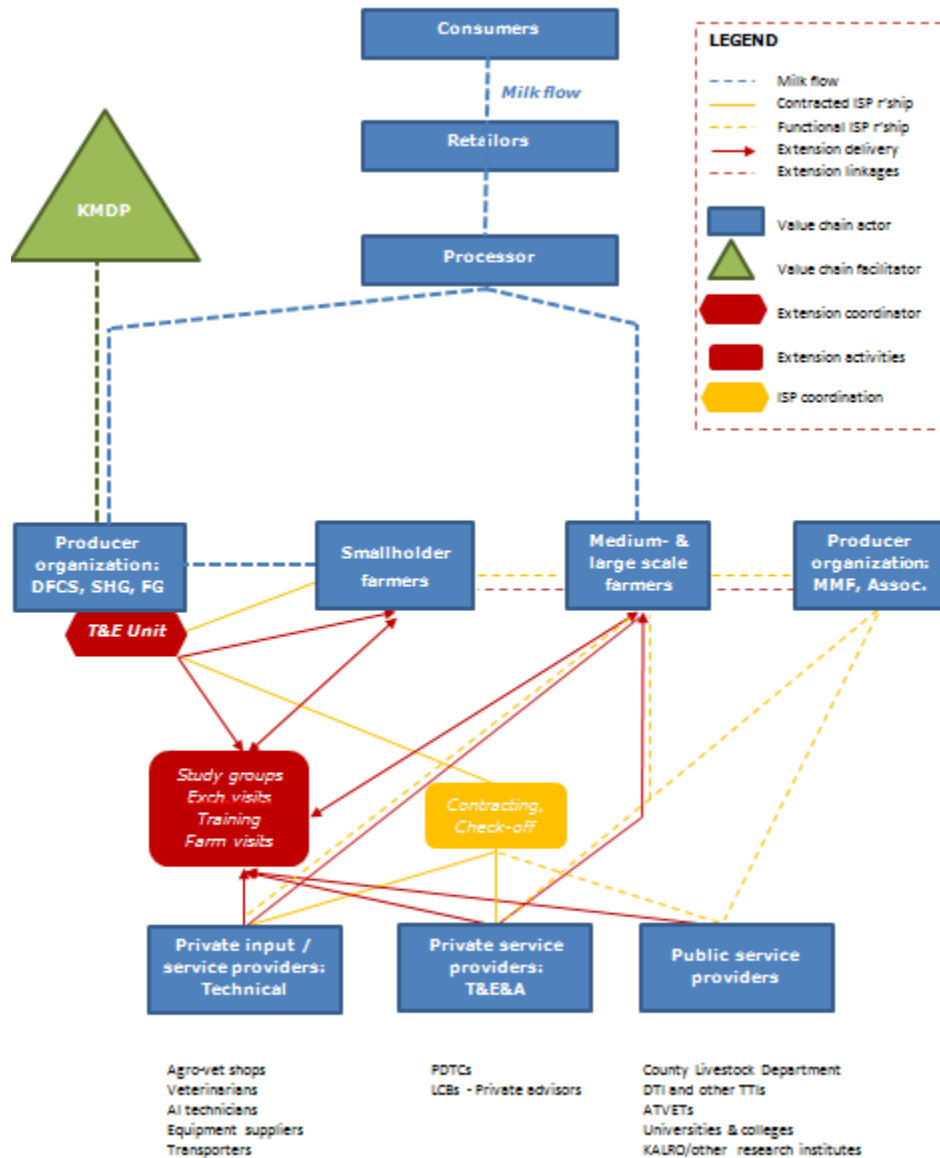 Consumers
LEGEND
Milk flow
Milk flow
Contracted ISP r'ship
Functional ISP r'ship
Extension delivery
Extension linkages
Retailors
KMDP
Value chain actor
Processor
Value chain facilitator
Extension coordinator
Extension activities
ISP coordination
Producer
organization:
DFCS, SHG, FG
T&E Unit
Smallholder
farmers
Medium- &
large scale
farmers
Producer
organization:
MMF, Assoc.
Study groups
Exch. visits
Training
Farm visits
Contracting,
Check-off
Private input /
service providers:
Technical
Private service
providers:
T&E&A
Public service
providers
Agro-vet shops
Veterinarians
AI technicians
Equipment suppliers
Transporters
PDTCs
LCBs - Private advisors
County Livestock Department
DTI and other TTIs
ATVETs
Universities & colleges
KALRO/other research institutes